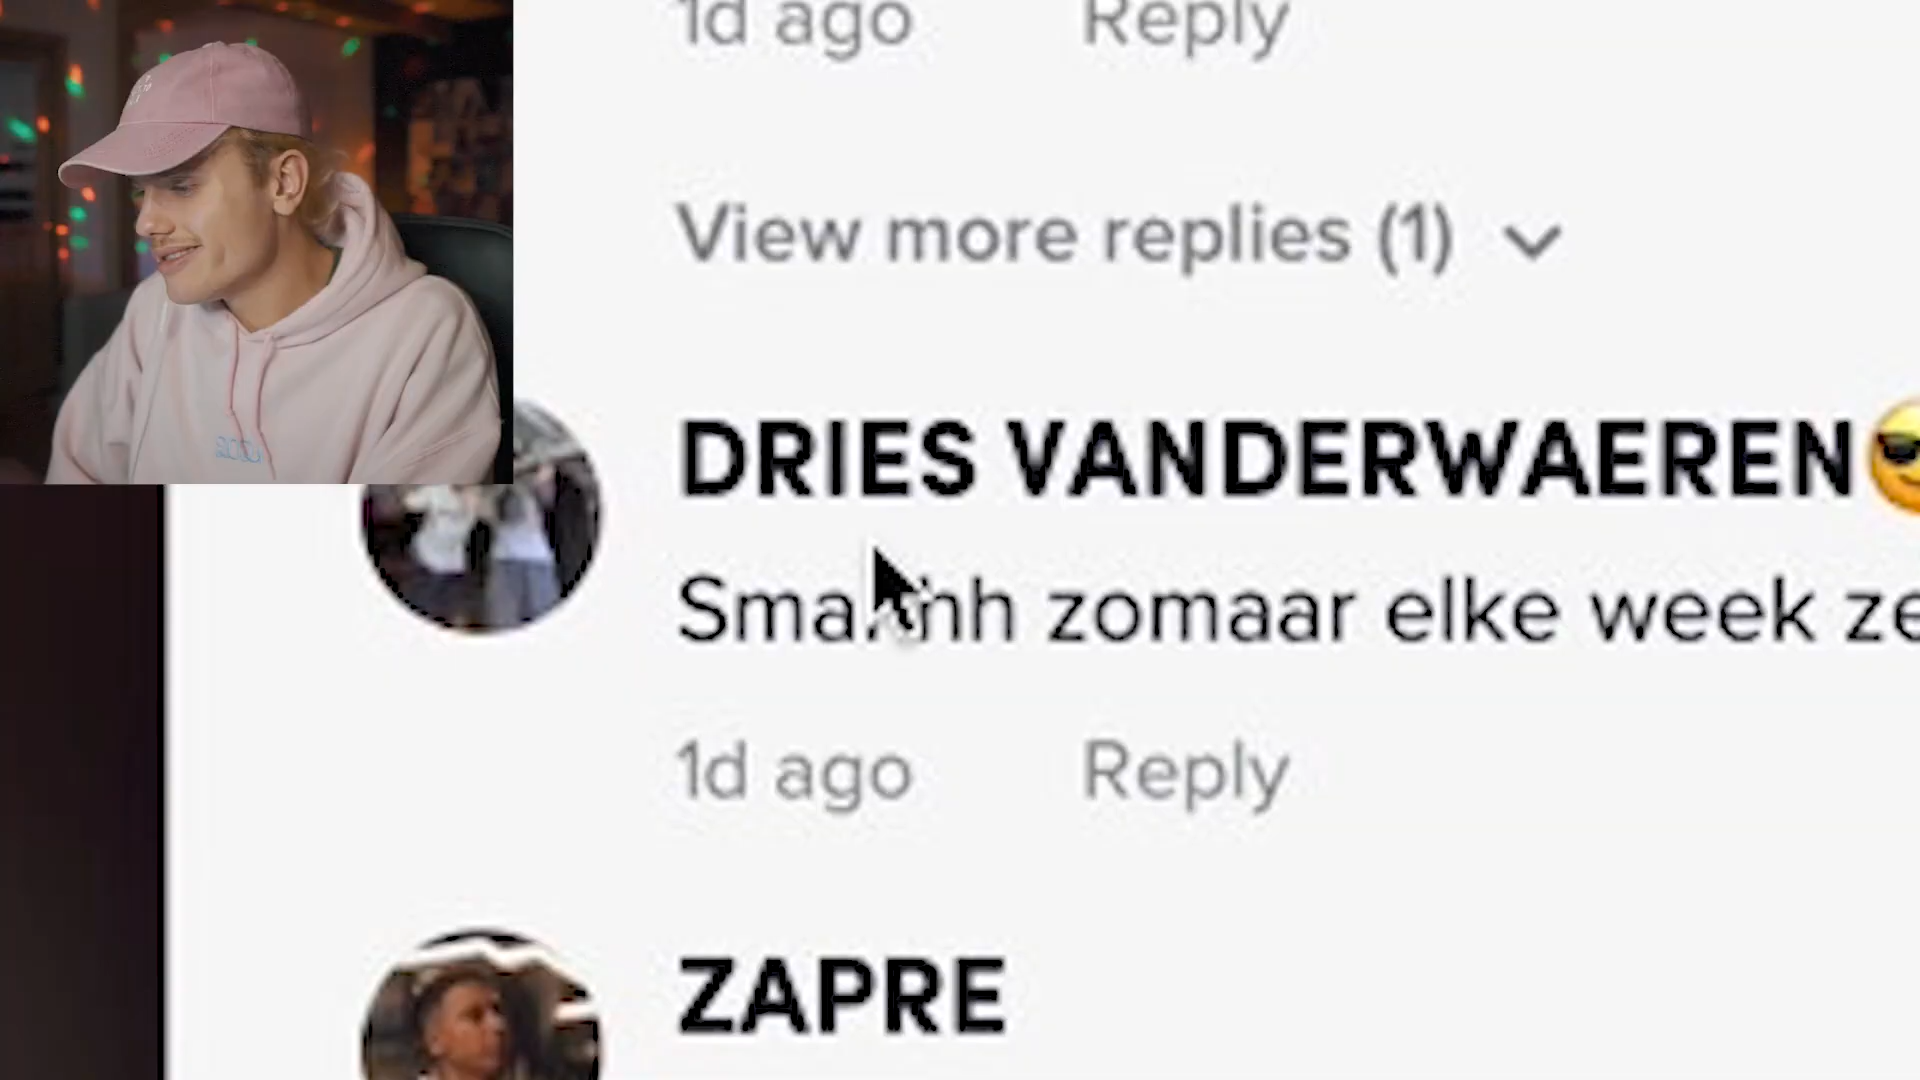 1d ago Reply
View more replies (1)
DRIES VANDERWAEREN
zomaar elke week
1d ago Reply
ZAPRE